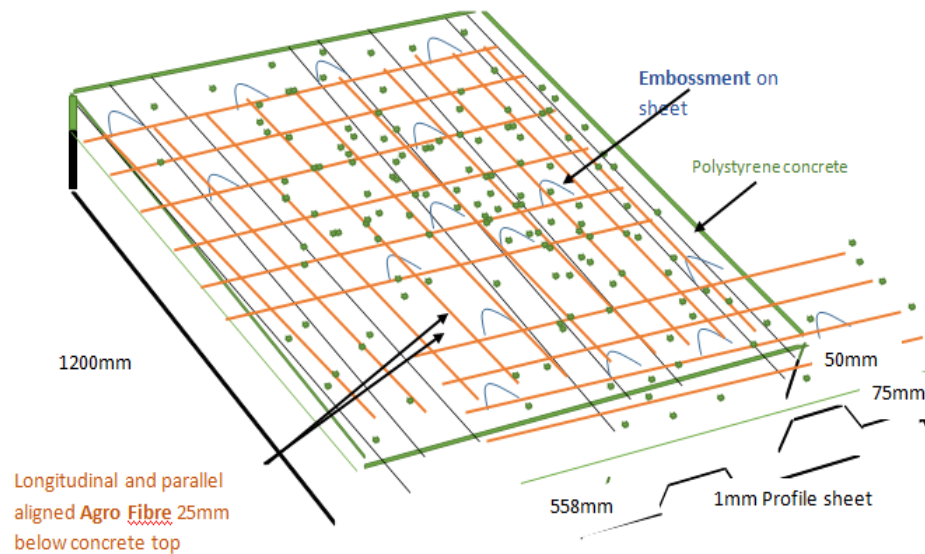 Embossment on
sheet
Polystyrene concrete
1200mm
50mm
75mm
Longitudinal and parallel
aligned Agro Fibre 25mm
below concrete top
558mm
1mm Profile sheet